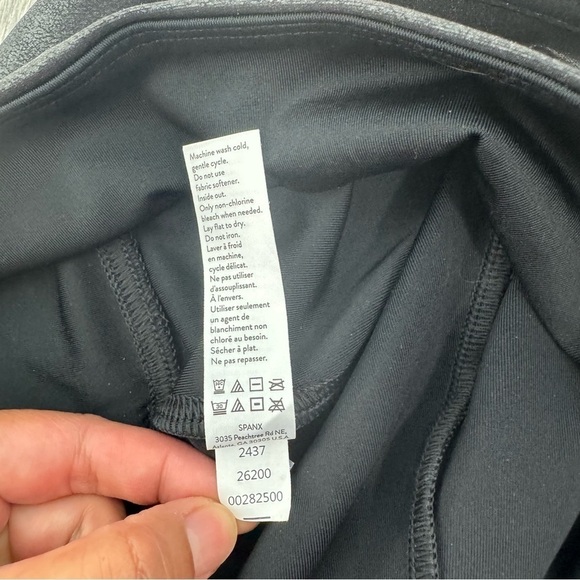 Machine wash cold,
gentle cycle.
Do not use
fabric softener.
Inside out.
Only non-chlorine
bleach when needed.
Lay flat to dry.
Do not iron.
Laver à froid
en machine,
cycle délicat.
Ne pas utiliser
d'assouplissant.
À l'envers.
Utiliser seulement
un agent de
blanchiment non
chloré au besoin.
Sécher à plat.
Ne pas repasser.
SPANX
3035 Peachtree Rd NE,
Atlanta, GA 30305 U.S.A.
2437
26200
00282500